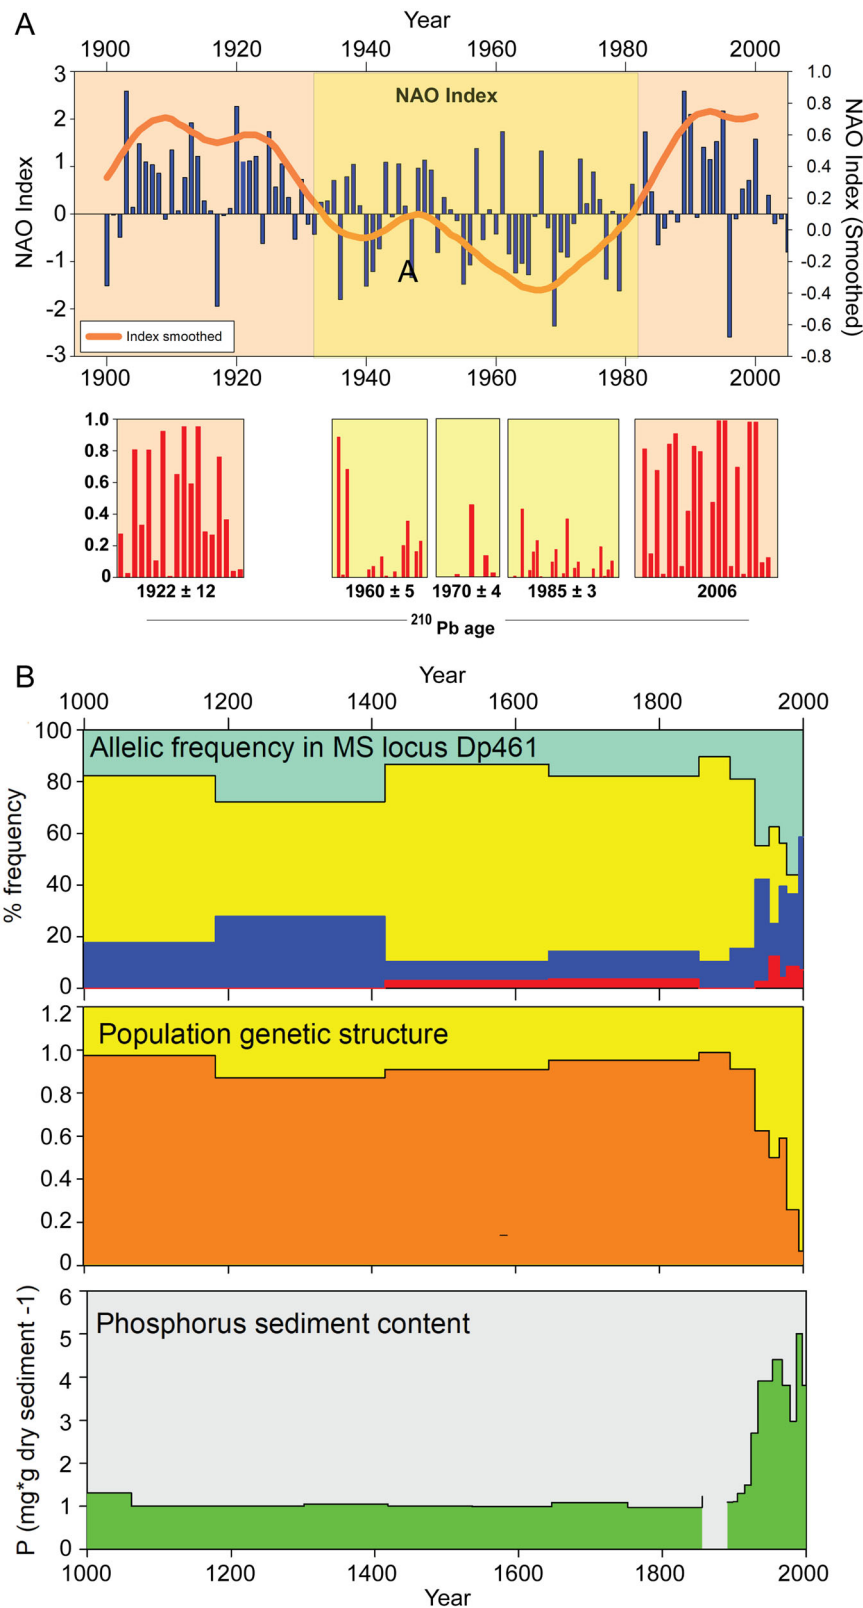 A
Year
1900 1920 1940 1960 1980 2000
NAO Index
3
2
1
0
-1
-2
-3
NAO Index
1.0
0.8
0.6
0.4
0.2
0.0
-0.2
-0.4
-0.6
-0.8
NAO Index (Smoothed)
A
Index smoothed
1900 1920 1940 1960 1980 2000
1.0
0.8
0.6
0.4
0.2
0
1922 ± 12 1960 ± 5 1970 ± 4 1985 ± 3 2006
210 Pb age
B
Year
1000 1200 1400 1600 1800 2000
% frequency
100
80
60
40
20
0
Allelic frequency in MS locus Dp461
1.2
1.0
0.8
0.6
0.4
0.2
0
Population genetic structure
P (mg*g dry sediment -1)
6
5
4
3
2
1
0
Phosphorus sediment content
1000 1200 1400 1600 1800 2000
Year